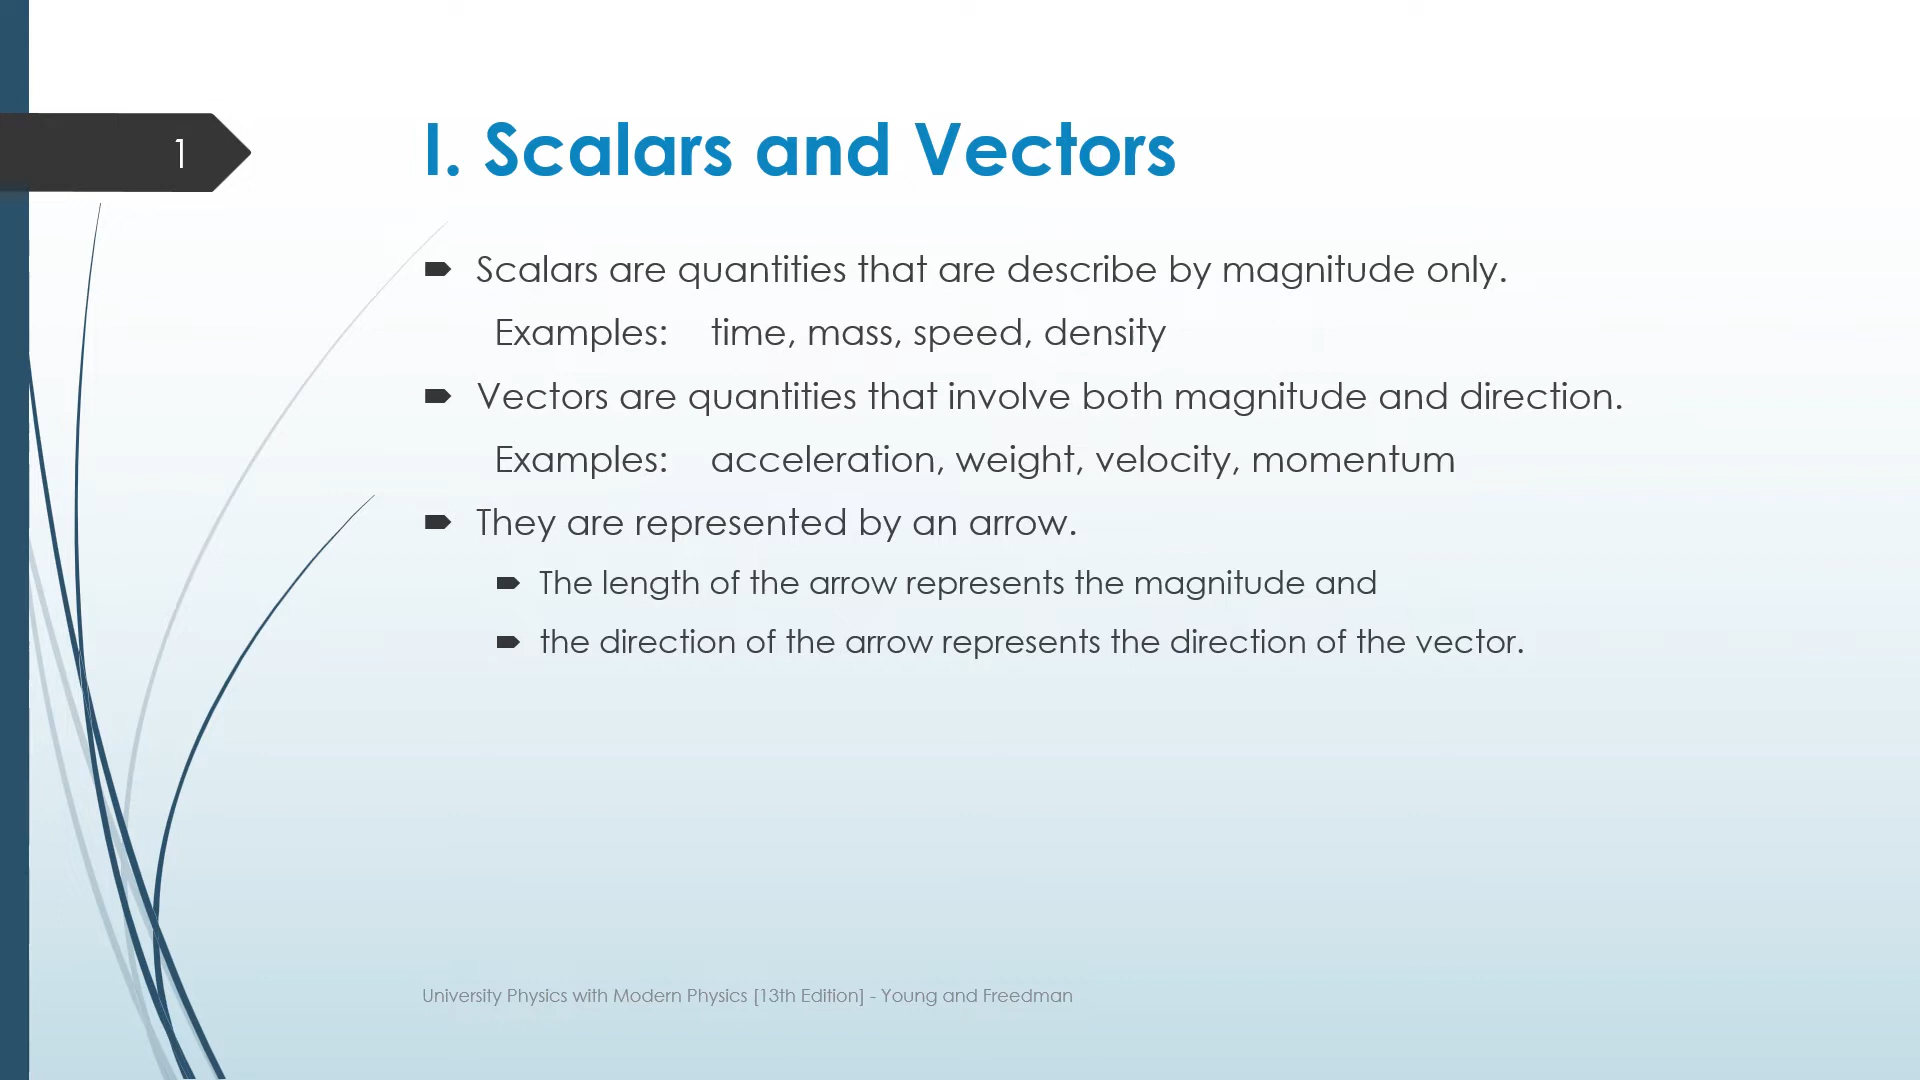 1
I. Scalars and Vectors
Scalars are quantities that are describe by magnitude only.
Examples: time, mass, speed, density
Vectors are quantities that involve both magnitude and direction.
Examples: acceleration, weight, velocity, momentum
They are represented by an arrow.
The length of the arrow represents the magnitude and
the direction of the arrow represents the direction of the vector.
University Physics with Modern Physics [13th Edition] - Young and Freedman